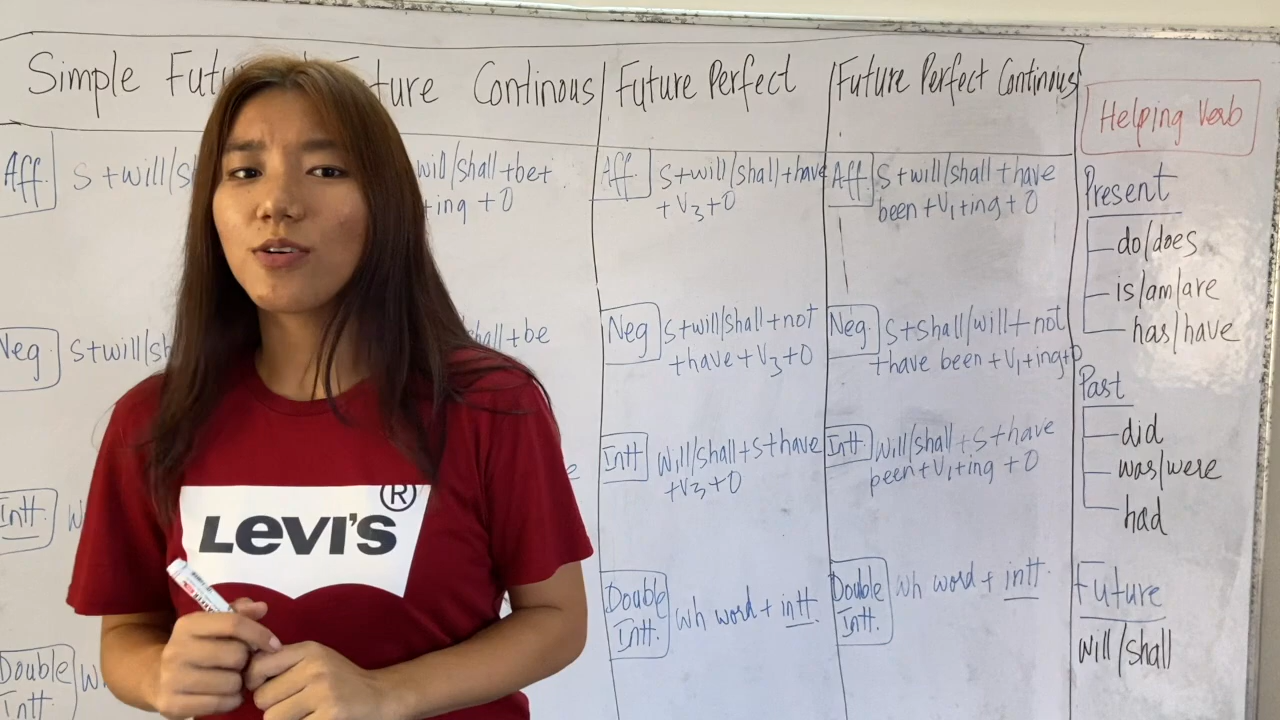 Simple Futu
ture Continous
Future Perfect
Future Perfect Continous
Aff.
S+will/s
will/shall+be+
+ing +O
Aff.
S+will/shall+have
+V3+O
Aff.
S+will/shall+have
been+V1+ing+O
Neg
S+will/sh
shall+be
Neg
S+will/shall+not
+have+V3+O
Neg.
S+shall/will+not
+have been+V1+ing+O
Intt.
W
Intt
Will/shall+S+have
+V3+O
Intt.
Will/shall+S+have
been+V1+ing+O
Double
Intt
W
Double
Intt.
Wh word+intt.
Double
Intt.
Wh word+intt.
Helping Verb
Present
do/does
is/am/are
has/have
Past
did
was/were
had
Future
will/shall
LEVI'S
®